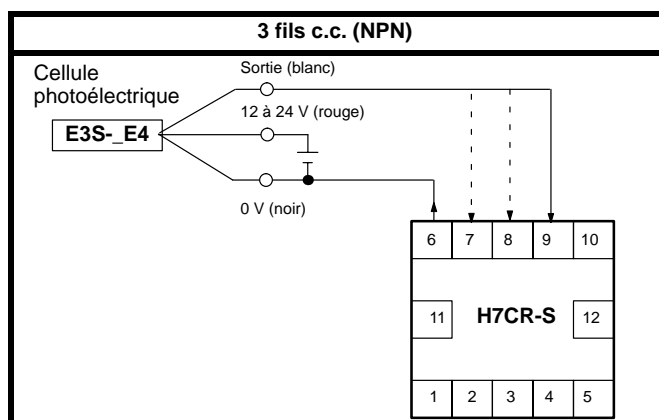 3 fils c.c. (NPN)
Cellule
photoélectrique
Sortie (blanc)
12 à 24 V (rouge)
E3S-_E4
0 V (noir)
6 7 8 9 10
11 H7CR-S 12
1 2 3 4 5